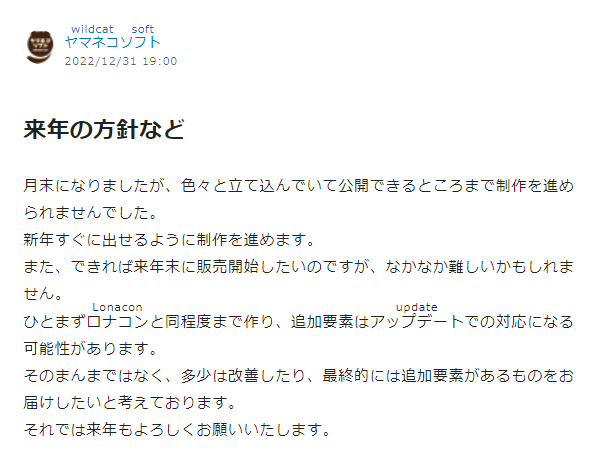 wildcat soft
ヤマネコソフト
2022/12/31 19:00
来年の方針など
月末になりましたが、色々と立て込んでいて公開できるところまで制作を進め
られませんでした。
新年すぐに出せるように制作を進めます。
また、できれば来年末に販売開始したいのですが、なかなか難しいかもしれま
せん。
Lonacon update
ひとまずロナコンと同程度まで作り、追加要素はアップデートでの対応になる
可能性があります。
そのまんまではなく、多少は改善したり、最終的には追加要素があるものをお
届けしたいと考えております。
それでは来年もよろしくお願いいたします。